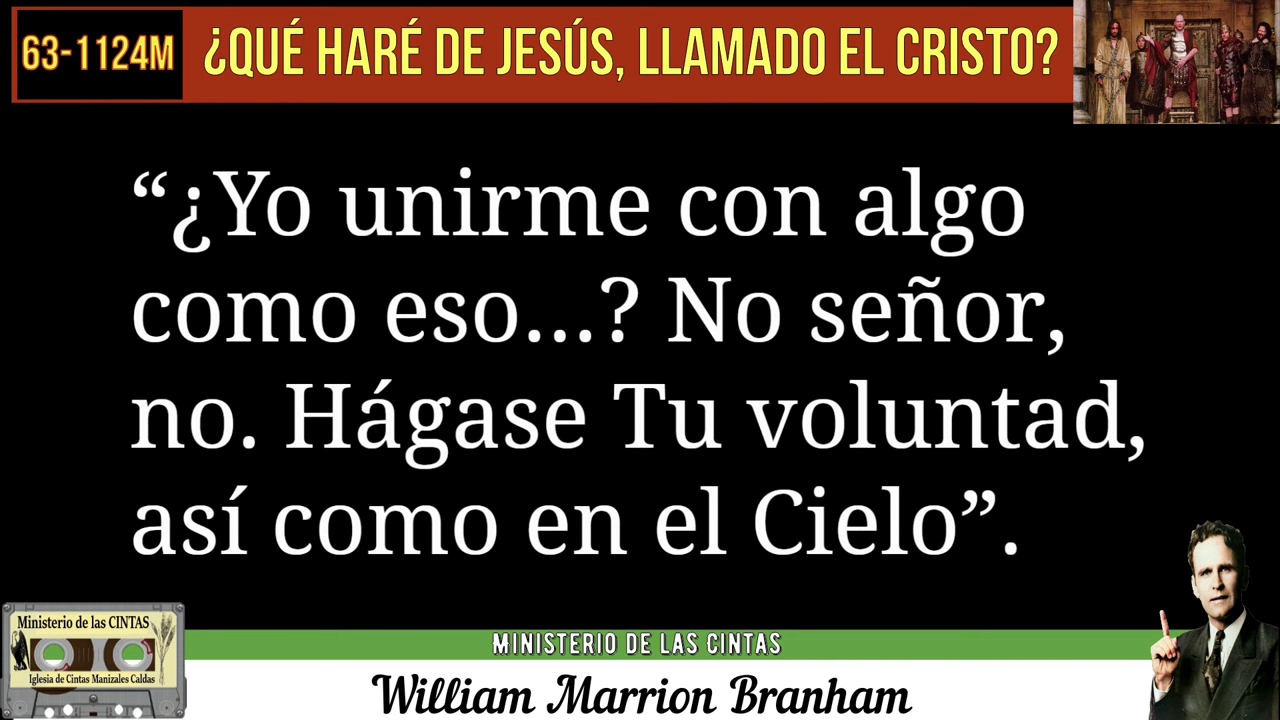 63-1124M
¿QUÉ HARÉ DE JESÚS, LLAMADO EL CRISTO?
“¿Yo unirme con algo
como eso...? No señor,
no. Hágase Tu voluntad,
así como en el Cielo”.
Ministerio de las CINTAS
Iglesia de Cintas Manizales Caldas
MINISTERIO DE LAS CINTAS
William Marrion Branham